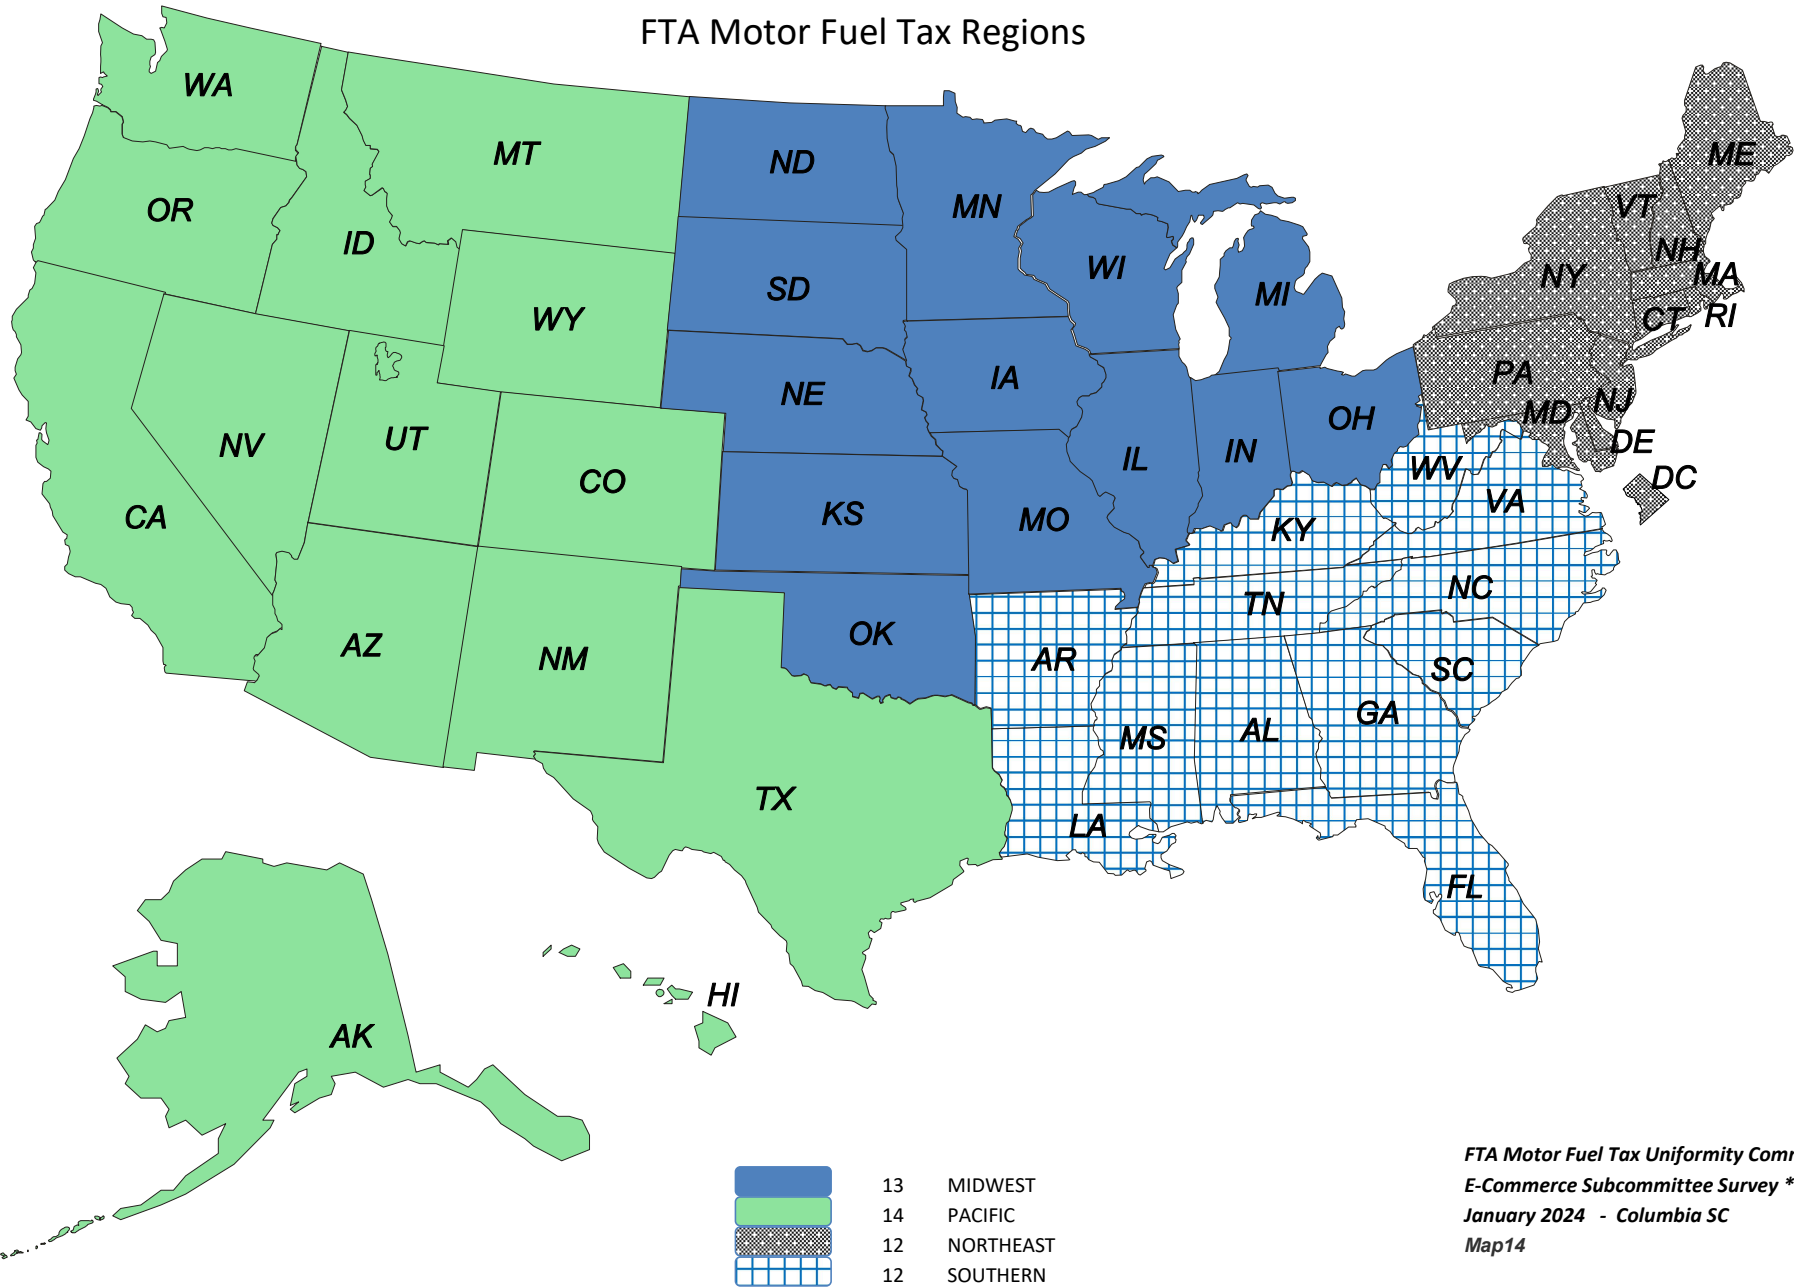 FTA Motor Fuel Tax Regions
WA
MT
ND
ME
OR
MN
VT
ID
NH
WI
NY
MA
SD
MI
RI
WY
CT
PA
IA
NE
NJ
MD
OH
UT
NV
DE
IL
IN
WV
CO
DC
VA
CA
KS
MO
KY
NC
TN
OK
AZ
NM
AR
SC
GA
AL
MS
TX
LA
FL
HI
AK
13 MIDWEST
14 PACIFIC
12 NORTHEAST
12 SOUTHERN
FTA Motor Fuel Tax Uniformity
E-Commerce Subcommittee Survey *
January 2024 - Columbia SC
Map14